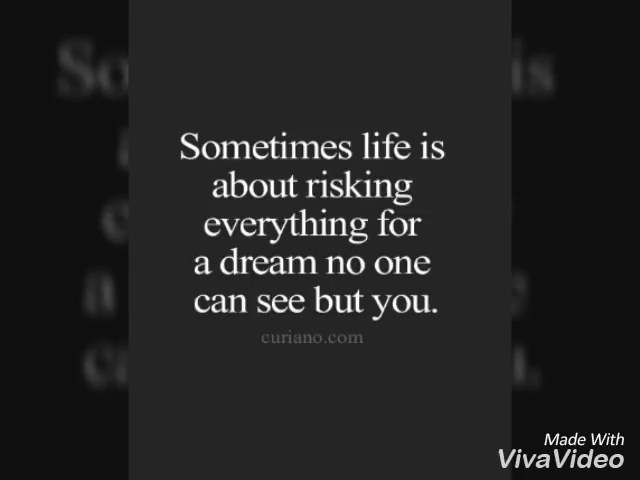 Sometimes life is
about risking
everything for
a dream no one
can see but you.
curiano.com
Made With
VivaVideo